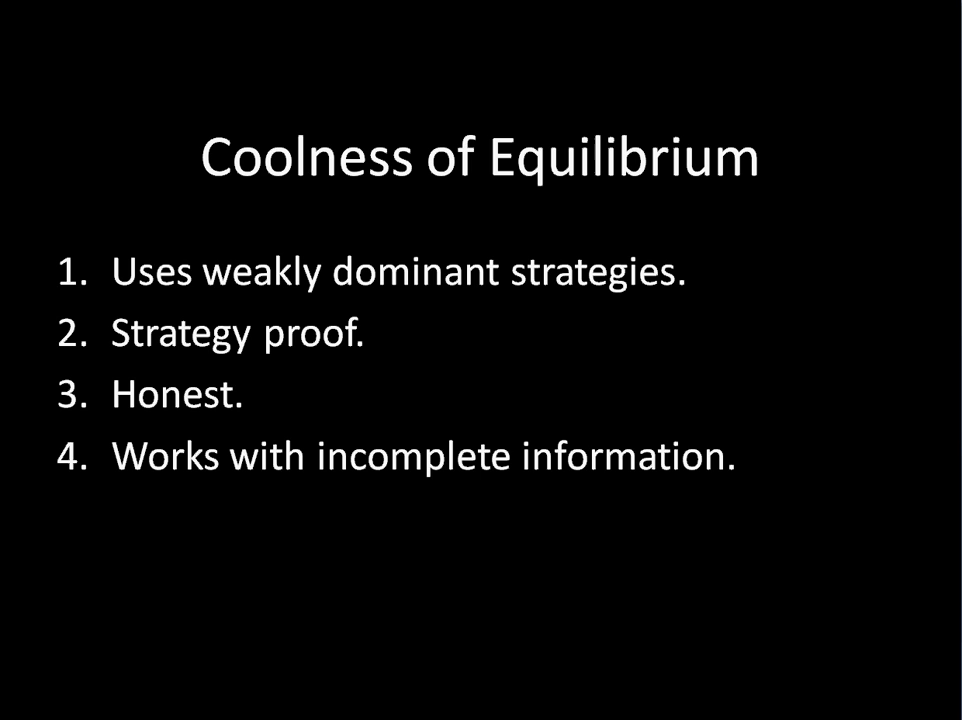 Coolness of Equilibrium
1. Uses weakly dominant strategies.
2. Strategy proof.
3. Honest.
4. Works with incomplete information.